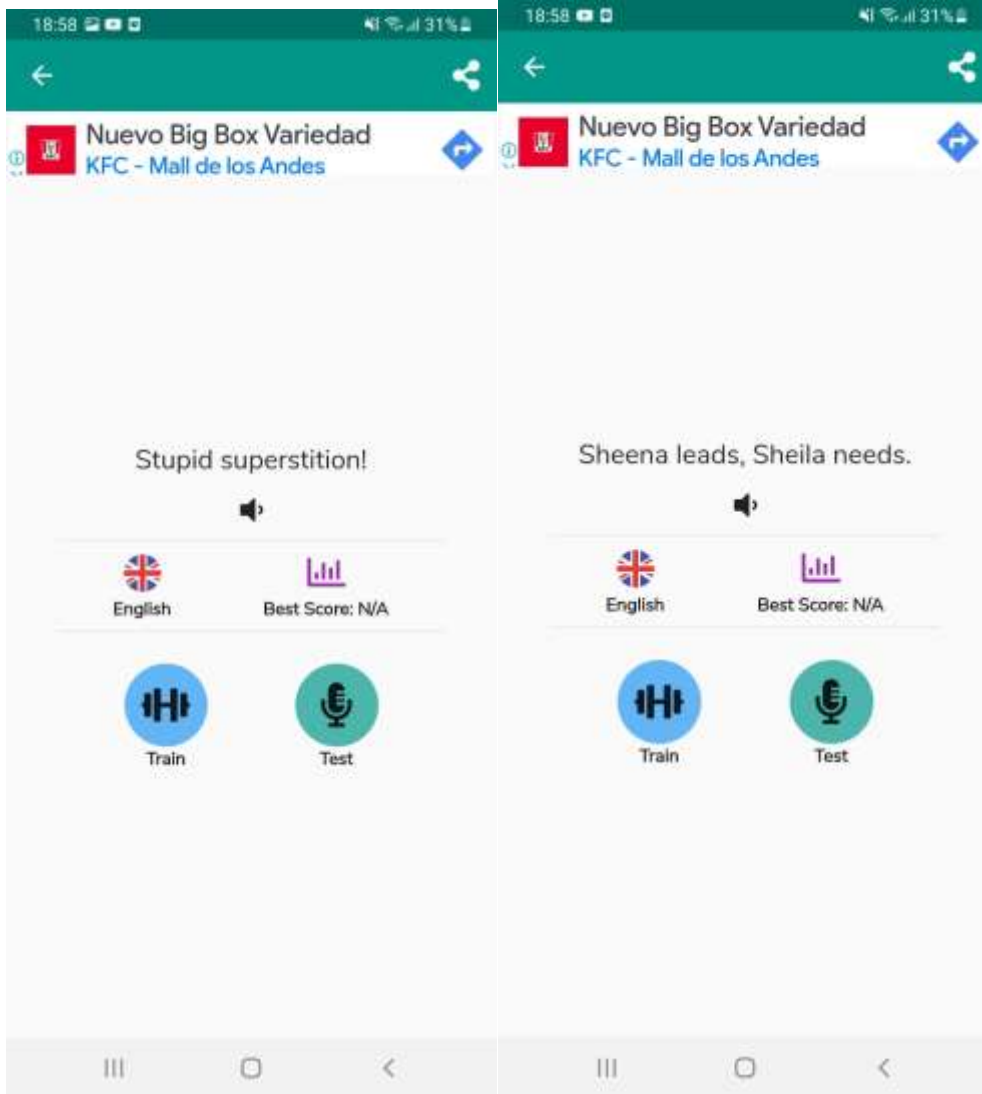 18:58
31%
Nuevo Big Box Variedad
KFC - Mall de los Andes
Stupid superstition!
English
Best Score: N/A
Train
Test
18:58
31%
Nuevo Big Box Variedad
KFC - Mall de los Andes
Sheena leads, Sheila needs.
English
Best Score: N/A
Train
Test